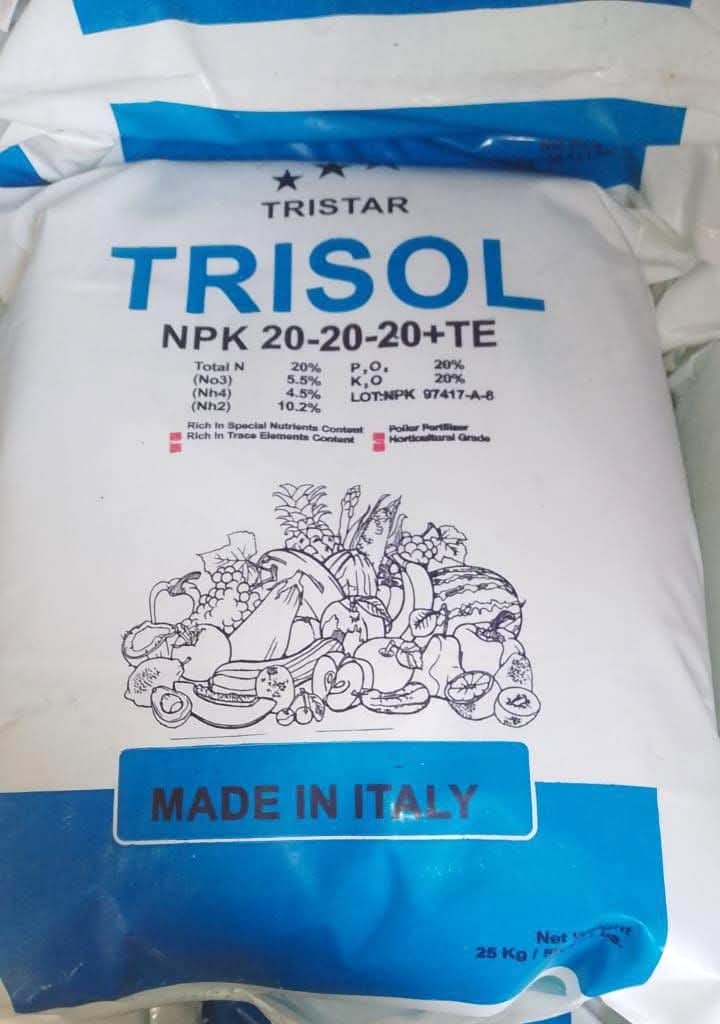 TRISTAR
TRISOL
NPK 20-20-20+TE
Total N 20% P₂O₅ 20%
(No3) 5.5% K₂O 20%
(Nh4) 4.5% LOT:NPK 97417-A-8
(Nh2) 10.2%
Rich In Special Nutrients Content
Rich In Trace Elements Content
Horticultural Grade
MADE IN ITALY
Net
25 Kg /